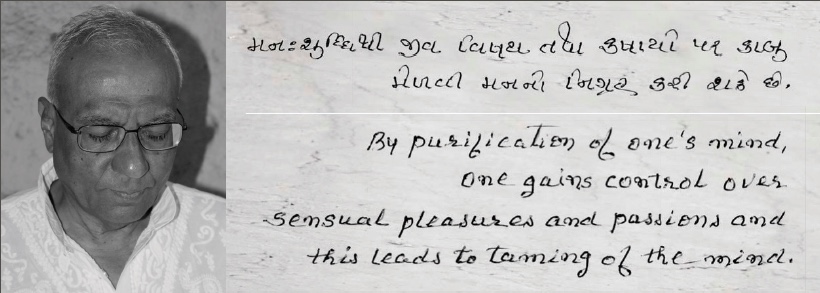 મનઃશુદ્ધિથી જીવ વિષય તથા કષાયો પર કાબુ
મેળવી મનનો નિગ્રહ કરી શકે છે.
By purification of one's mind,
one gains control over
sensual pleasures and passions and
this leads to taming of the mind.